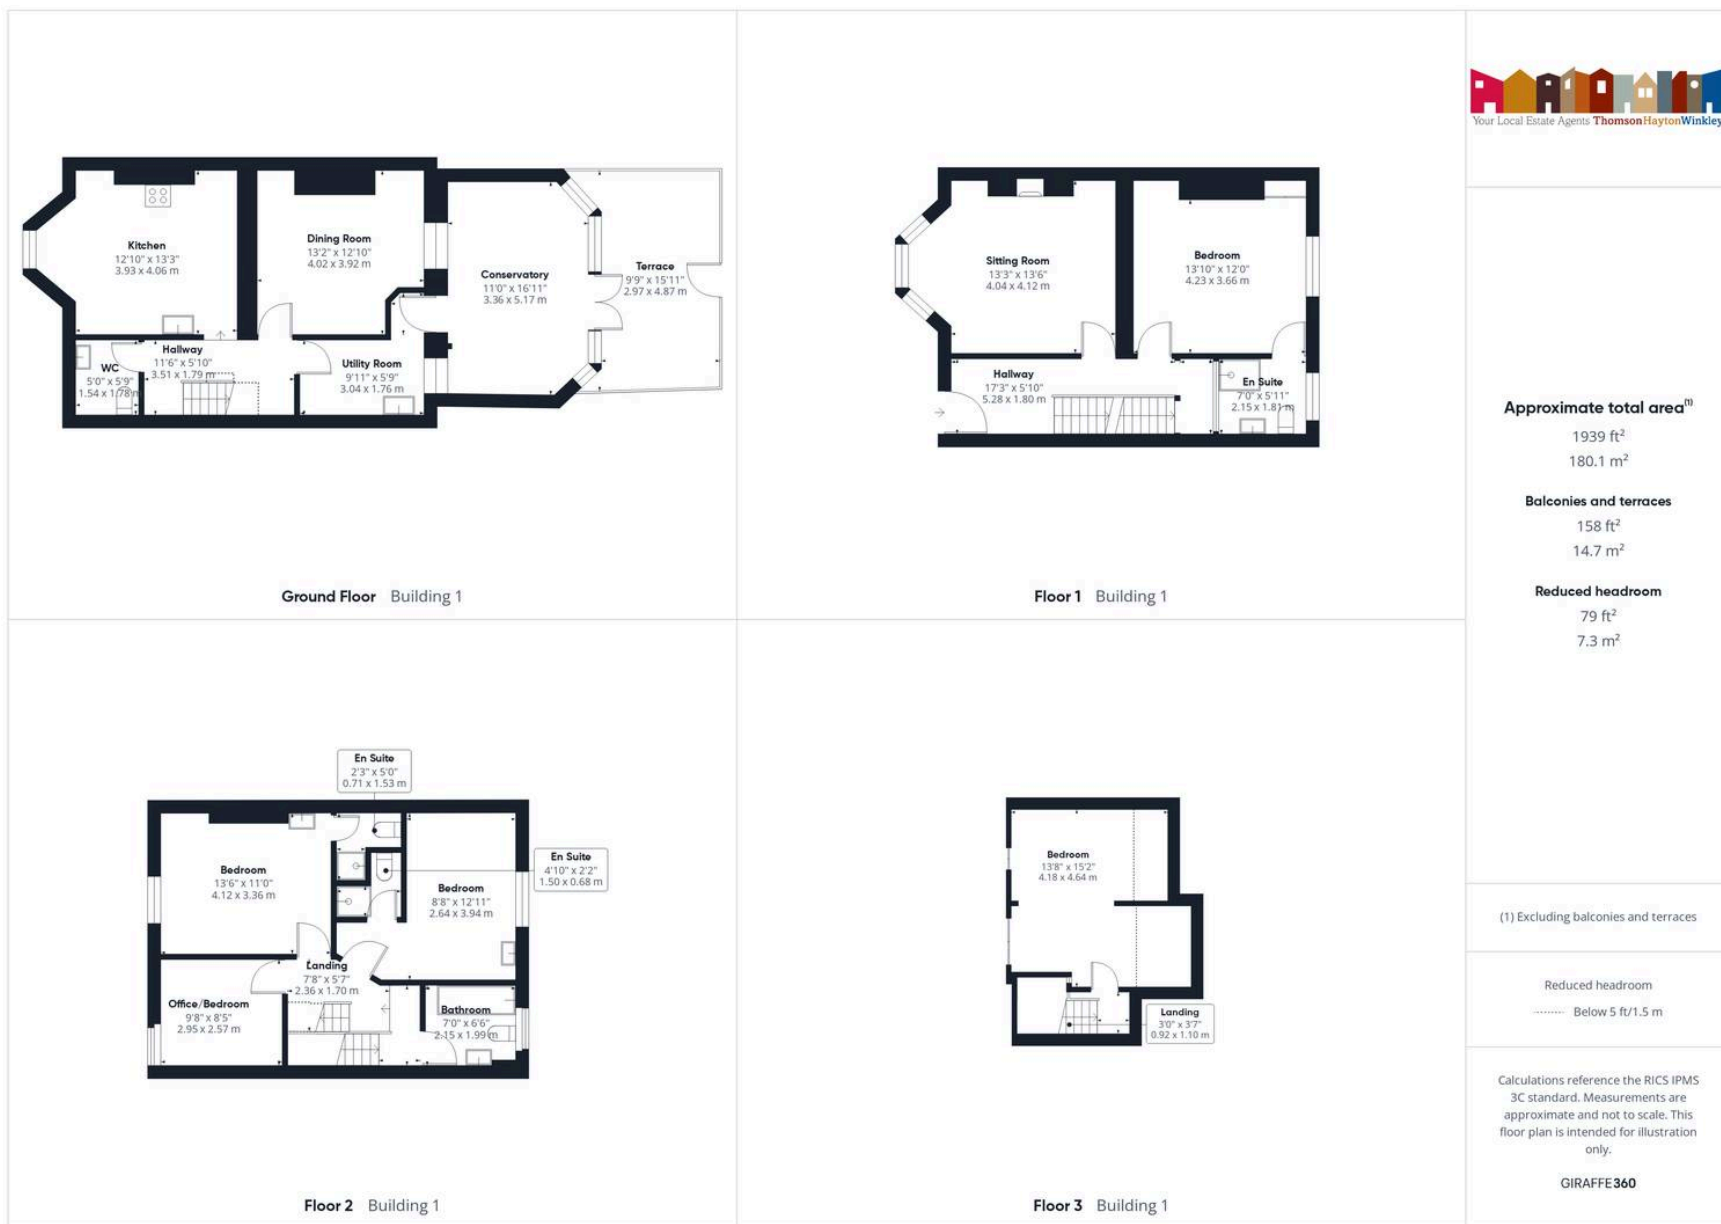 Kitchen
12'10" x 13'3"
3.93 x 4.06 m
Dining Room
13'2" x 12'10"
4.02 x 3.92 m
Conservatory
11'0" x 16'11"
3.36 x 5.17 m
Terrace
9'9" x 15'11"
2.97 x 4.87 m
WC
5'0" x 5'9"
1.54 x 1.78 m
Hallway
11'6" x 5'10"
3.51 x 1.79 m
Utility Room
9'11" x 5'9"
3.04 x 1.76 m
Ground Floor Building 1
Sitting Room
13'3" x 13'6"
4.04 x 4.12 m
Bedroom
13'10" x 12'0"
4.23 x 3.66 m
Hallway
17'3" x 5'10"
5.28 x 1.80 m
En Suite
7'0" x 5'11"
2.15 x 1.81 m
Floor 1 Building 1
En Suite
2'3" x 5'0"
0.71 x 1.53 m
En Suite
4'10" x 2'2"
1.50 x 0.68 m
Bedroom
13'6" x 11'0"
4.12 x 3.36 m
Bedroom
8'8" x 12'11"
2.64 x 3.94 m
Landing
7'8" x 5'7"
2.36 x 1.70 m
Office/Bedroom
9'8" x 8'5"
2.95 x 2.57 m
Bathroom
7'0" x 6'6"
2.15 x 1.99 m
Floor 2 Building 1
Bedroom
13'8" x 15'2"
4.18 x 4.64 m
Landing
3'0" x 3'7"
0.92 x 1.10 m
Floor 3 Building 1
Your Local Estate Agents ThomsonHaytonWinkley
Approximate total area(1)
1939 ft²
180.1 m²
Balconies and terraces
158 ft²
14.7 m²
Reduced headroom
79 ft²
7.3 m²
(1) Excluding balconies and terraces
Reduced headroom
Below 5 ft/1.5 m
Calculations reference the RICS IPMS
3C standard. Measurements are
approximate and not to scale. This
floor plan is intended for illustration
only.
GIRAFFE360